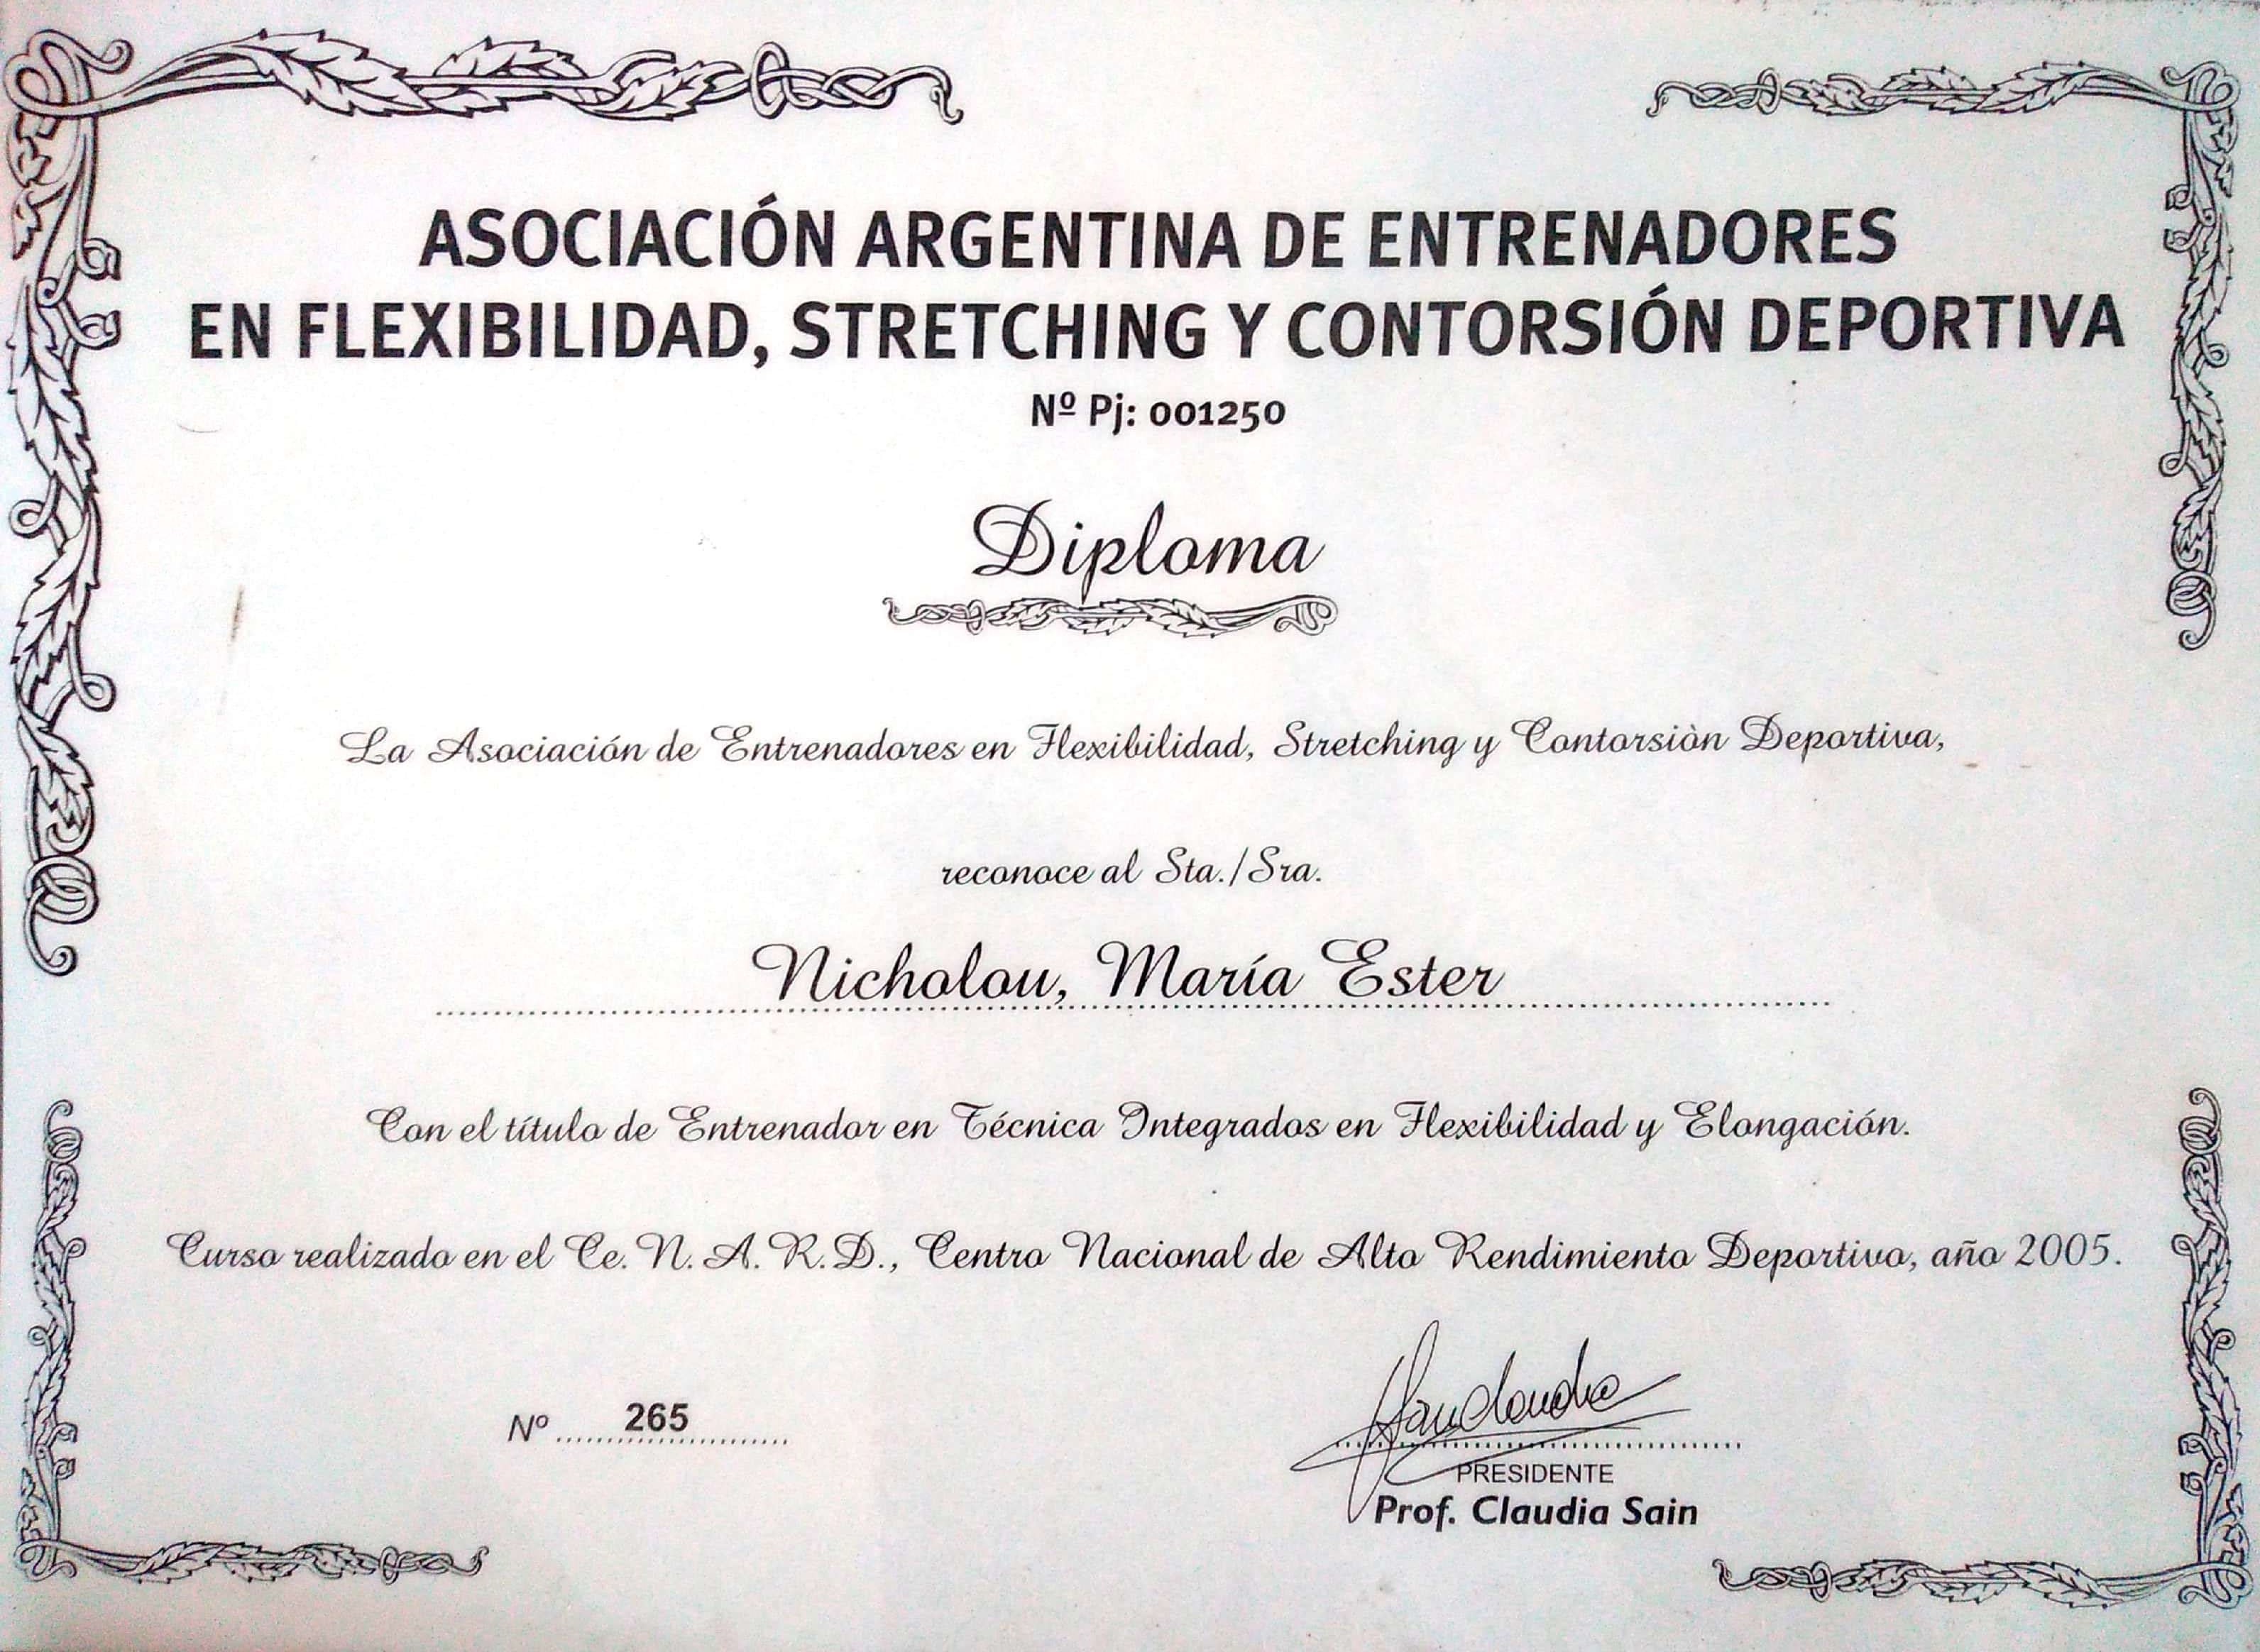 ASOCIACIÓN ARGENTINA DE ENTRENADORES
EN FLEXIBILIDAD, STRETCHING Y CONTORSIÓN DEPORTIVA
Nº Pj: 001250
Diploma
La Asociación de Entrenadores en Flexibilidad, Stretching y Contorsiòn Deportiva,
reconoce al Sta./Sra.
Nicholou, María Ester
Con el título de Entrenador en Técnica Integrados en Flexibilidad y Elongación.
Curso realizado en el Ce. N. A. R. D., Centro Nacional de Alto Rendimiento Deportivo, año 2005.
Nº 265
PRESIDENTE
Prof. Claudia Sain